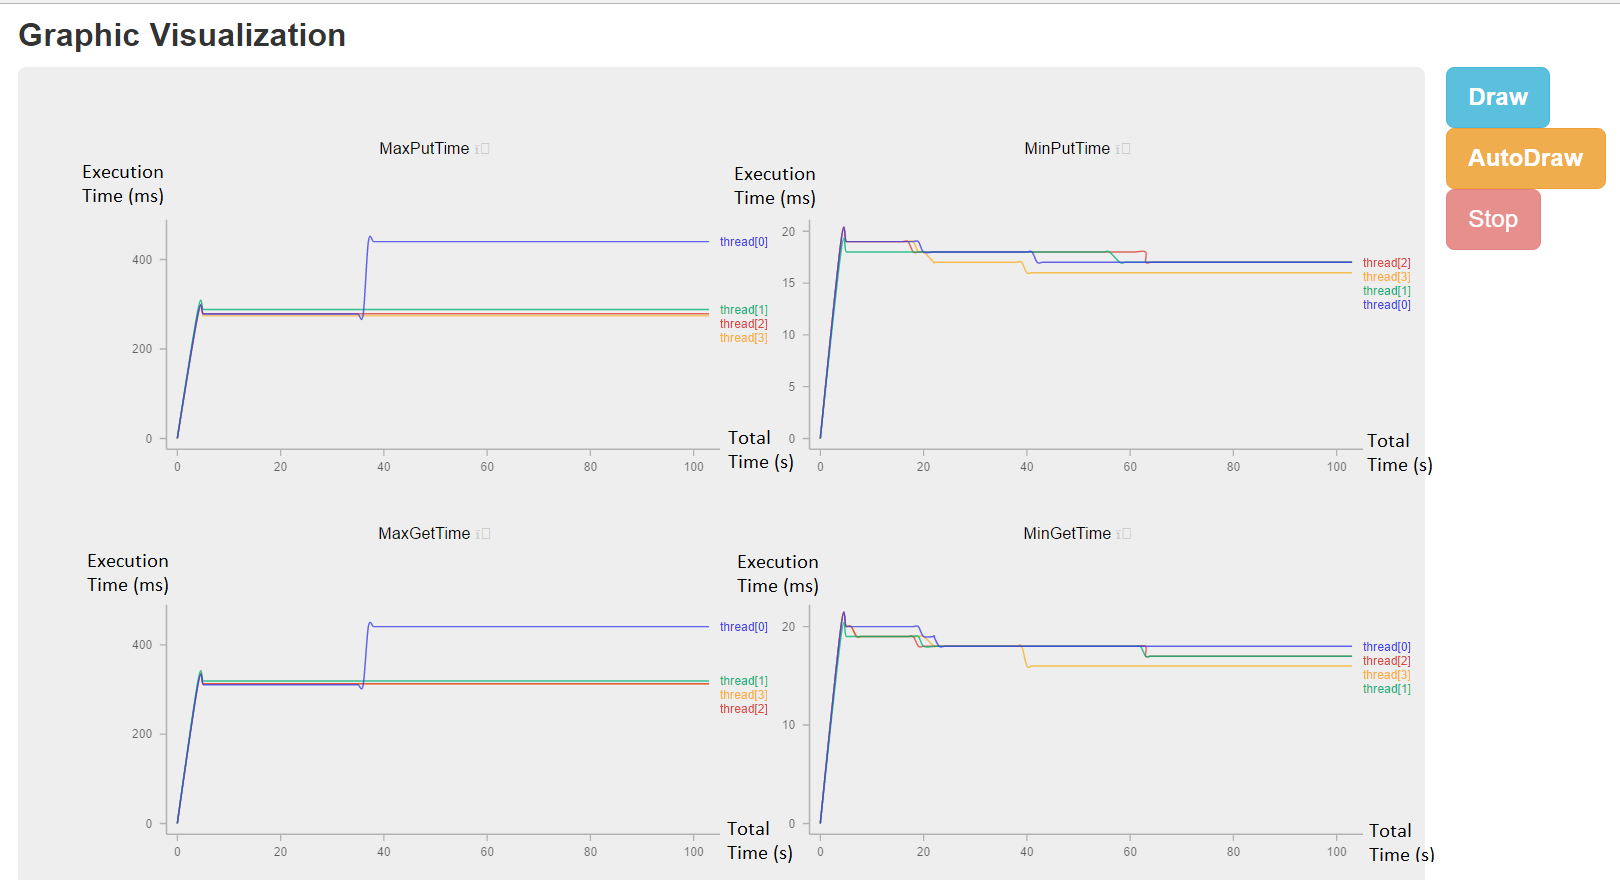 Graphic Visualization
Draw
AutoDraw
Stop
MaxPutTime
Execution
Time (ms)
400
200
0
0 20 40 60 80 100
thread[0]
thread[1]
thread[2]
thread[3]
Total
Time (s)
MinPutTime
Execution
Time (ms)
20
15
10
5
0
0 20 40 60 80 100
thread[2]
thread[3]
thread[1]
thread[0]
Total
Time (s)
MaxGetTime
Execution
Time (ms)
400
200
0
0 20 40 60 80 100
thread[0]
thread[1]
thread[3]
thread[2]
Total
Time (s)
MinGetTime
Execution
Time (ms)
20
10
0
0 20 40 60 80 100
thread[0]
thread[2]
thread[3]
thread[1]
Total
Time (s)